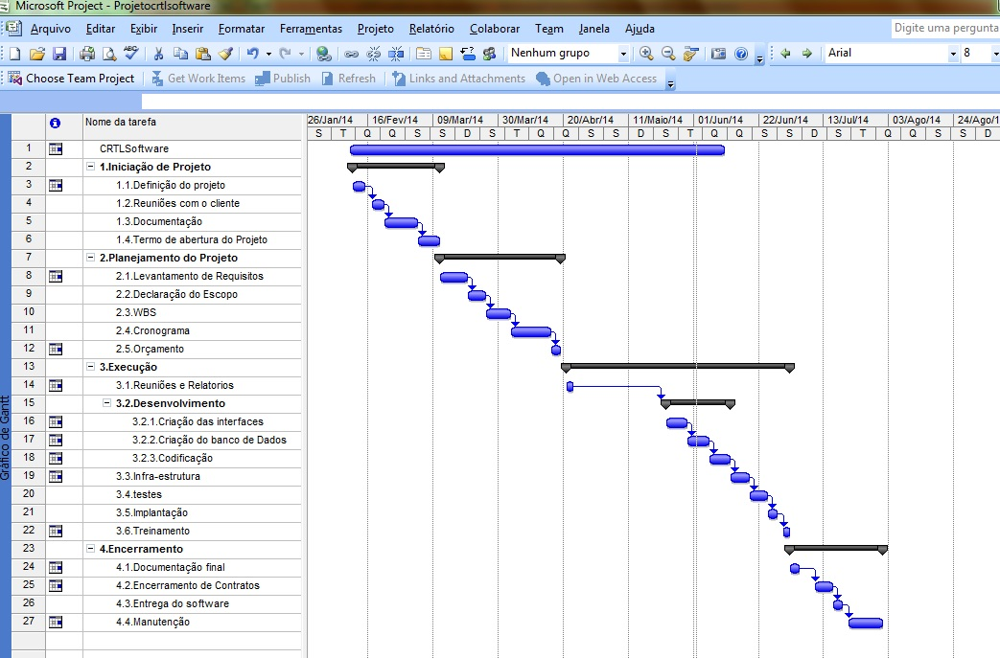 Microsoft Project - Projetocrtlsoftware
Arquivo Editar Exibir Inserir Formatar Ferramentas Projeto Relatório Colaborar Team Janela Ajuda Digite uma pergunta
Nenhum grupo Arial 8
Choose Team Project Get Work Items Publish Refresh Links and Attachments Open in Web Access
Nome da tarefa 26/Jan/14 16/Fev/14 09/Mar/14 30/Mar/14 20/Abr/14 11/Maio/14 01/Jun/14 22/Jun/14 13/Jul/14 03/Ago/14 24/Ago/1
S T Q Q S S D S T Q Q S S D S T Q Q S S D S T Q Q S S D
1 CRTLSoftware
2 1.Iniciação de Projeto
3 1.1.Definição do projeto
4 1.2.Reuniões com o cliente
5 1.3.Documentação
6 1.4.Termo de abertura do Projeto
7 2.Planejamento do Projeto
8 2.1.Levantamento de Requisitos
9 2.2.Declaração do Escopo
10 2.3.WBS
11 2.4.Cronograma
12 2.5.Orçamento
13 3.Execução
14 3.1.Reuniões e Relatorios
15 3.2.Desenvolvimento
16 3.2.1.Criação das interfaces
17 3.2.2.Criação do banco de Dados
18 3.2.3.Codificação
19 3.3.Infra-estrutura
20 3.4.testes
21 3.5.Implantação
22 3.6.Treinamento
23 4.Encerramento
24 4.1.Documentação final
25 4.2.Encerramento de Contratos
26 4.3.Entrega do software
27 4.4.Manutenção
Gráfico de Gantt